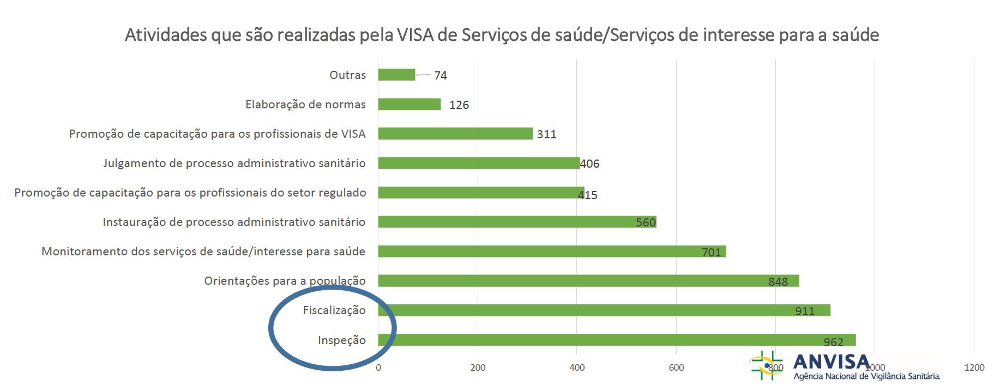 Atividades que são realizadas pela VISA de Serviços de saúde/Serviços de interesse para a saúde
Outras 74
Elaboração de normas 126
Promoção de capacitação para os profissionais de VISA 311
Julgamento de processo administrativo sanitário 406
Promoção de capacitação para os profissionais do setor regulado 415
Instauração de processo administrativo sanitário 560
Monitoramento dos serviços de saúde/interesse para saúde 701
Orientações para a população 848
Fiscalização 911
Inspeção 962
0 200 400 600 800 1000 1200
ANVISA
Agência Nacional de Vigilância Sanitária